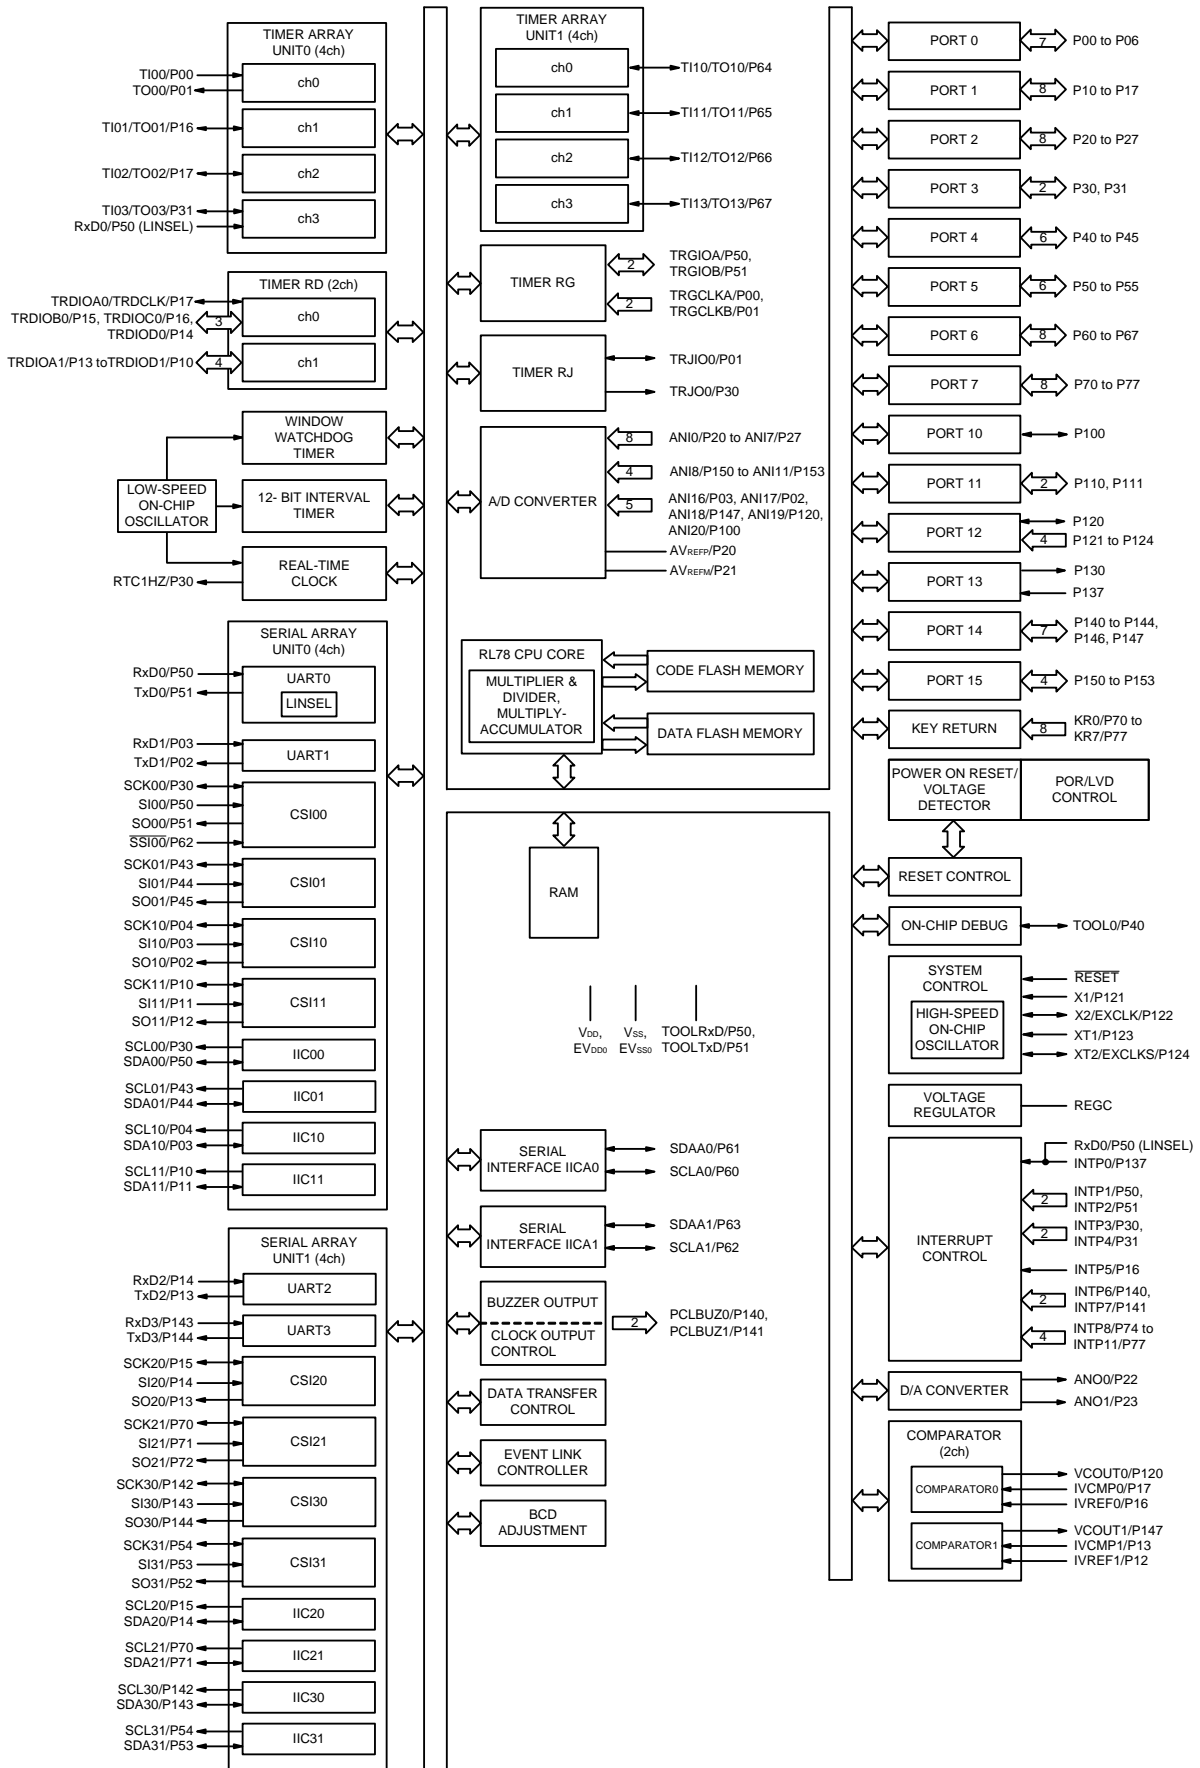 TIMER ARRAY
UNIT0 (4ch)
TI00/P00
TO00/P01
ch0
TI01/TO01/P16
ch1
TI02/TO02/P17
ch2
TI03/TO03/P31
RxD0/P50 (LINSEL)
ch3
TIMER RD (2ch)
TRDIOA0/TRDCLK/P17
TRDIOB0/P15, TRDIOC0/P16,
TRDIOD0/P14
3
ch0
TRDIOA1/P13 toTRDIOD1/P10
4
ch1
WINDOW
WATCHDOG
TIMER
LOW-SPEED
ON-CHIP
OSCILLATOR
12- BIT INTERVAL
TIMER
RTC1HZ/P30
REAL-TIME
CLOCK
SERIAL ARRAY
UNIT0 (4ch)
RxD0/P50
TxD0/P51
UART0
LINSEL
RxD1/P03
TxD1/P02
UART1
SCK00/P30
SI00/P50
SO00/P51
SSI00/P62
CSI00
SCK01/P43
SI01/P44
SO01/P45
CSI01
SCK10/P04
SI10/P03
SO10/P02
CSI10
SCK11/P10
SI11/P11
SO11/P12
CSI11
SCL00/P30
SDA00/P50
IIC00
SCL01/P43
SDA01/P44
IIC01
SCL10/P04
SDA10/P03
IIC10
SCL11/P10
SDA11/P11
IIC11
SERIAL ARRAY
UNIT1 (4ch)
RxD2/P14
TxD2/P13
UART2
RxD3/P143
TxD3/P144
UART3
SCK20/P15
SI20/P14
SO20/P13
CSI20
SCK21/P70
SI21/P71
SO21/P72
CSI21
SCK30/P142
SI30/P143
SO30/P144
CSI30
SCK31/P54
SI31/P53
SO31/P52
CSI31
SCL20/P15
SDA20/P14
IIC20
SCL21/P70
SDA21/P71
IIC21
SCL30/P142
SDA30/P143
IIC30
SCL31/P54
SDA31/P53
IIC31
TIMER ARRAY
UNIT1 (4ch)
ch0
TI10/TO10/P64
ch1
TI11/TO11/P65
ch2
TI12/TO12/P66
ch3
TI13/TO13/P67
TIMER RG
2
TRGIOA/P50,
TRGIOB/P51
2
TRGCLKA/P00,
TRGCLKB/P01
TIMER RJ
TRJIO0/P01
TRJO0/P30
A/D CONVERTER
8
ANI0/P20 to ANI7/P27
4
ANI8/P150 to ANI11/P153
5
ANI16/P03, ANI17/P02,
ANI18/P147, ANI19/P120,
ANI20/P100
AVREFP/P20
AVREFM/P21
RL78 CPU CORE
MULTIPLIER &
DIVIDER,
MULTIPLY-
ACCUMULATOR
CODE FLASH MEMORY
DATA FLASH MEMORY
RAM
VDD,
EVDD0
VSS,
EVSS0
TOOLRxD/P50,
TOOLTxD/P51
SERIAL
INTERFACE IICA0
SDAA0/P61
SCLA0/P60
SERIAL
INTERFACE IICA1
SDAA1/P63
SCLA1/P62
BUZZER OUTPUT
CLOCK OUTPUT
CONTROL
2
PCLBUZ0/P140,
PCLBUZ1/P141
DATA TRANSFER
CONTROL
EVENT LINK
CONTROLLER
BCD
ADJUSTMENT
PORT 0
7
P00 to P06
PORT 1
8
P10 to P17
PORT 2
8
P20 to P27
PORT 3
2
P30, P31
PORT 4
6
P40 to P45
PORT 5
6
P50 to P55
PORT 6
8
P60 to P67
PORT 7
8
P70 to P77
PORT 10
P100
PORT 11
2
P110, P111
PORT 12
P120
4
P121 to P124
PORT 13
P130
P137
PORT 14
7
P140 to P144,
P146, P147
PORT 15
4
P150 to P153
KEY RETURN
8
KR0/P70 to
KR7/P77
POWER ON RESET/
VOLTAGE
DETECTOR
POR/LVD
CONTROL
RESET CONTROL
ON-CHIP DEBUG
TOOL0/P40
SYSTEM
CONTROL
HIGH-SPEED
ON-CHIP
OSCILLATOR
RESET
X1/P121
X2/EXCLK/P122
XT1/P123
XT2/EXCLKS/P124
VOLTAGE
REGULATOR
REGC
INTERRUPT
CONTROL
RxD0/P50 (LINSEL)
INTP0/P137
2
INTP1/P50,
INTP2/P51
2
INTP3/P30,
INTP4/P31
INTP5/P16
2
INTP6/P140,
INTP7/P141
4
INTP8/P74 to
INTP11/P77
D/A CONVERTER
ANO0/P22
ANO1/P23
COMPARATOR
(2ch)
COMPARATOR0
VCOUT0/P120
IVCMP0/P17
IVREF0/P16
COMPARATOR1
VCOUT1/P147
IVCMP1/P13
IVREF1/P12